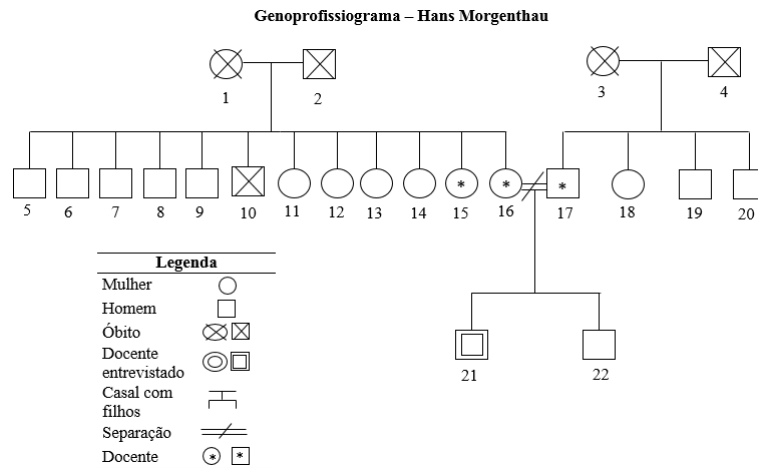 Genoprofissiograma – Hans Morgenthau
1 2 3 4
5 6 7 8 9 10 11 12 13 14 15 16 17 18 19 20
* * *
21 22
Legenda
Mulher
Homem
Óbito
Docente
entrevistado
Casal com
filhos
Separação
Docente * *